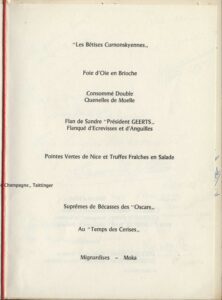 "Les Bêtises Curnonskyennes„
Foie d'Oie en Brioche
Consommé Double
Quenelles de Moelle
Flan de Sandre "Président GEERTS„
Flanqué d'Ecrevisses et d'Anguilles
Pointes Vertes de Nice et Truffes Fraîches en Salade
Champagne„ Taittinger
Suprêmes de Bécasses des "Oscars„
Au "Temps des Cerises„
Mignardises - Moka